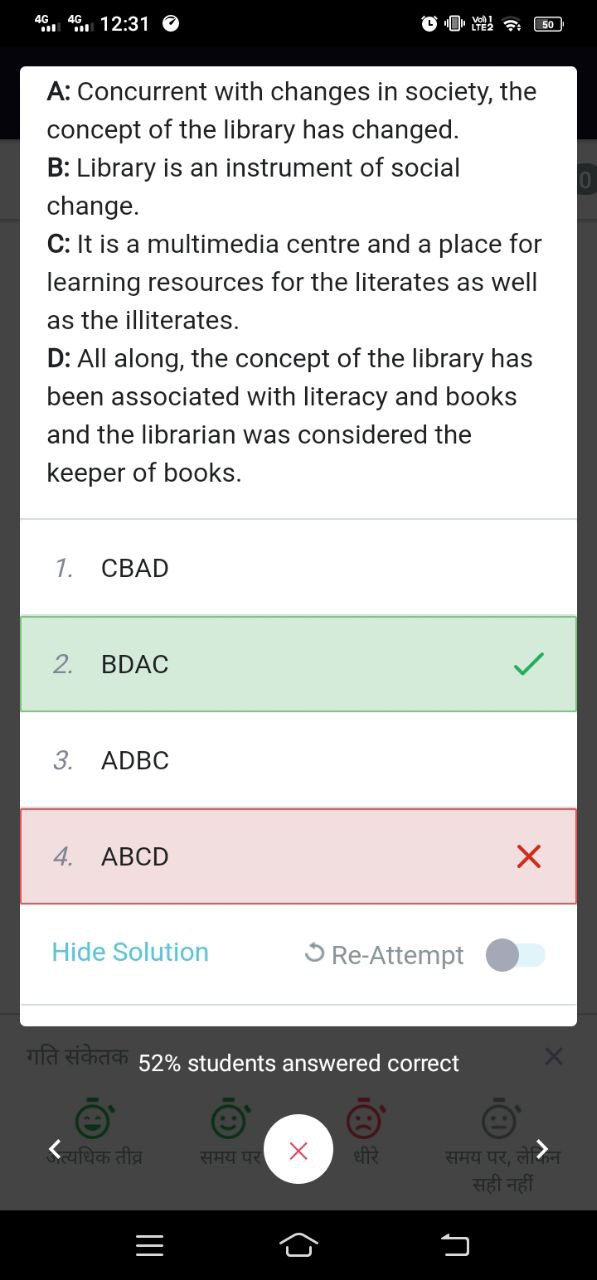 4G 4G 12:31 Vo)) 1 LTE2 50
A: Concurrent with changes in society, the
concept of the library has changed.
B: Library is an instrument of social
change.
0
C: It is a multimedia centre and a place for
learning resources for the literates as well
as the illiterates.
D: All along, the concept of the library has
been associated with literacy and books
and the librarian was considered the
keeper of books.
1. CBAD
2. BDAC
3. ADBC
4. ABCD
Hide Solution Re-Attempt
गति संकेतक 52% students answered correct
अत्यधिक तीव्र समय पर धीरे समय पर, लेकिन
सही नहीं